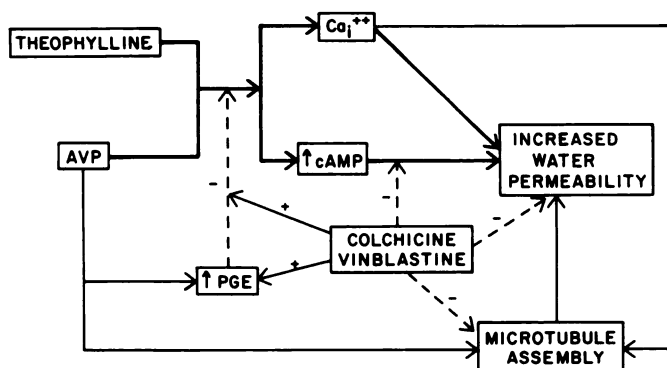 THEOPHYLLINE
Caᵢ⁺⁺
AVP
↑cAMP
INCREASED
WATER
PERMEABILITY
-
-
-
+
COLCHICINE
VINBLASTINE
+
↑ PGE
-
MICROTUBULE
ASSEMBLY